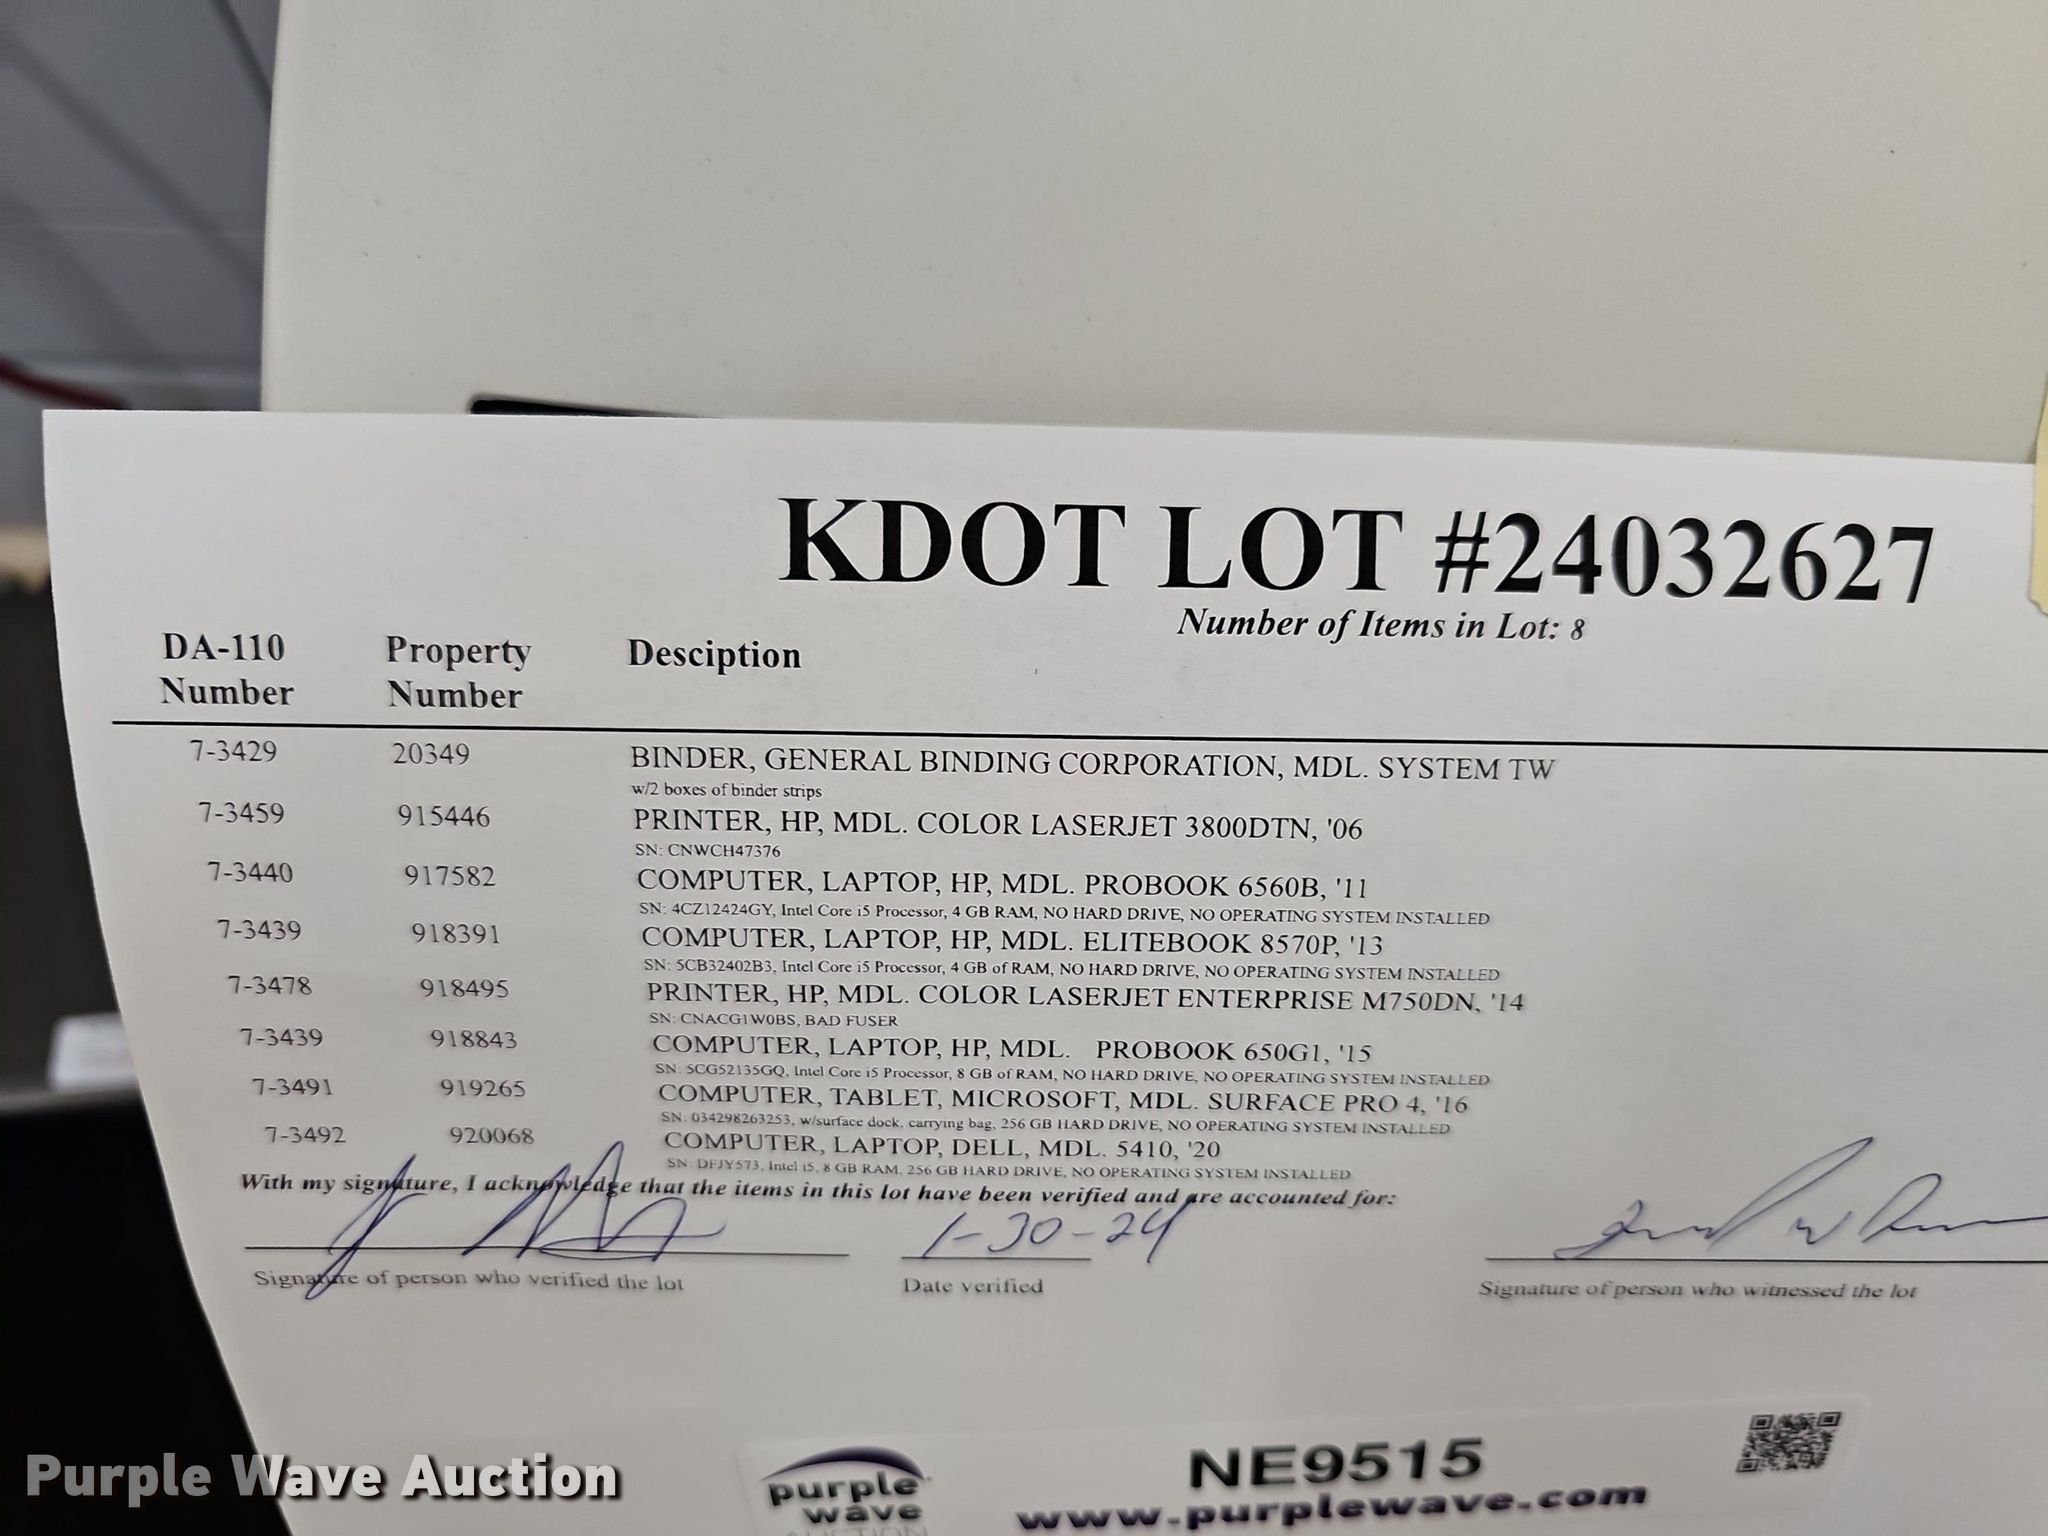 KDOT LOT #24032627
Number of Items in Lot: 8
DA-110 Number Property Number Desciption
7-3429 20349 BINDER, GENERAL BINDING CORPORATION, MDL. SYSTEM TW
w/2 boxes of binder strips
7-3459 915446 PRINTER, HP, MDL. COLOR LASERJET 3800DTN, '06
SN: CNWCH47376
7-3440 917582 COMPUTER, LAPTOP, HP, MDL. PROBOOK 6560B, '11
SN: 4CZ12424GY, Intel Core i5 Processor, 4 GB RAM, NO HARD DRIVE, NO OPERATING SYSTEM INSTALLED
7-3439 918391 COMPUTER, LAPTOP, HP, MDL. ELITEBOOK 8570P, '13
SN: 5CB32402B3, Intel Core i5 Processor, 4 GB of RAM, NO HARD DRIVE, NO OPERATING SYSTEM INSTALLED
7-3478 918495 PRINTER, HP, MDL. COLOR LASERJET ENTERPRISE M750DN, '14
SN: CNACG1W0BS, BAD FUSER
7-3439 918843 COMPUTER, LAPTOP, HP, MDL. PROBOOK 650G1, '15
SN: 5CG52135GQ, Intel Core i5 Processor, 8 GB of RAM, NO HARD DRIVE, NO OPERATING SYSTEM INSTALLED
7-3491 919265 COMPUTER, TABLET, MICROSOFT, MDL. SURFACE PRO 4, '16
SN: 034298263253, w/surface dock, carrying bag, 256 GB HARD DRIVE, NO OPERATING SYSTEM INSTALLED
7-3492 920068 COMPUTER, LAPTOP, DELL, MDL. 5410, '20
SN: DFJY573, Intel i5, 8 GB RAM, 256 GB HARD DRIVE, NO OPERATING SYSTEM INSTALLED
With my signature, I acknowledge that the items in this lot have been verified and are accounted for:
1-30-24
Signature of person who verified the lot Date verified Signature of person who witnessed the lot
purple wave AUCTION
NE9515
www.purplewave.com
Purple Wave Auction